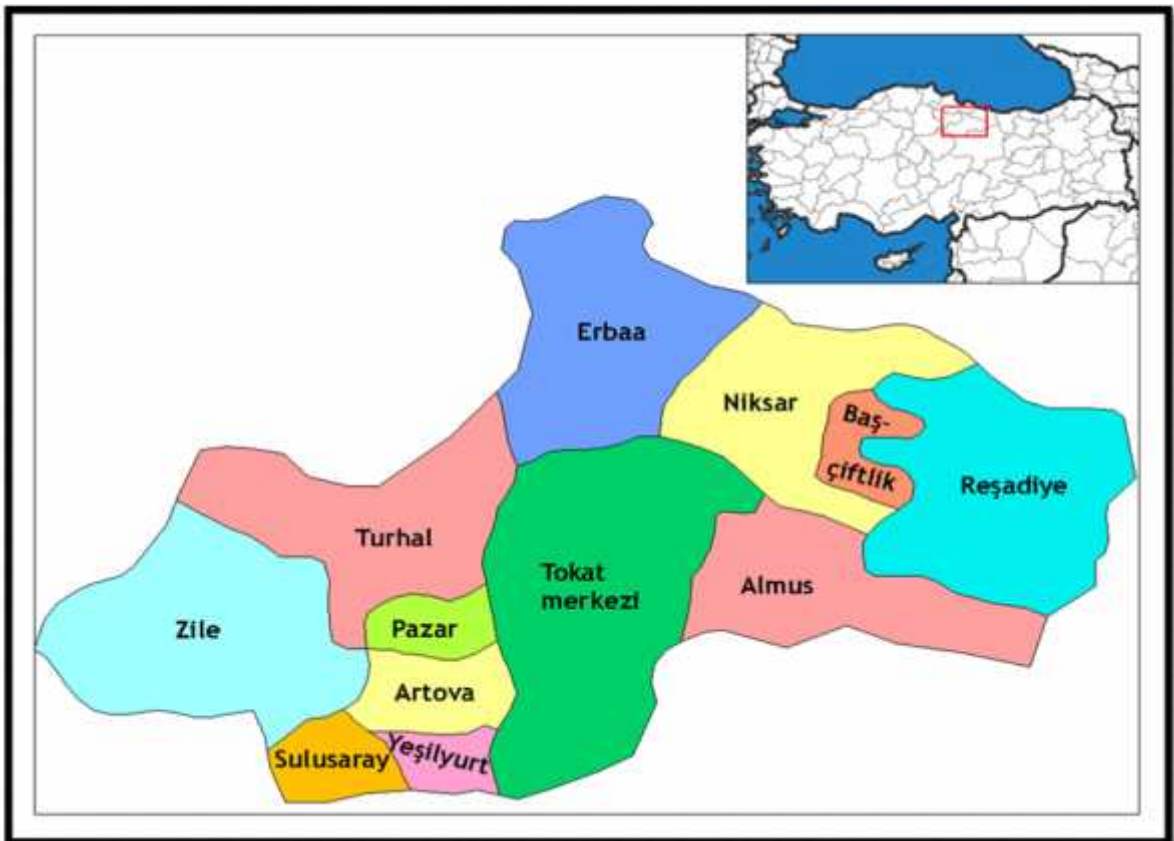 Erbaa
Niksar
Baş-
çiftlik
Reşadiye
Turhal
Tokat
merkezi
Almus
Zile
Pazar
Artova
Sulusaray
Yeşilyurt